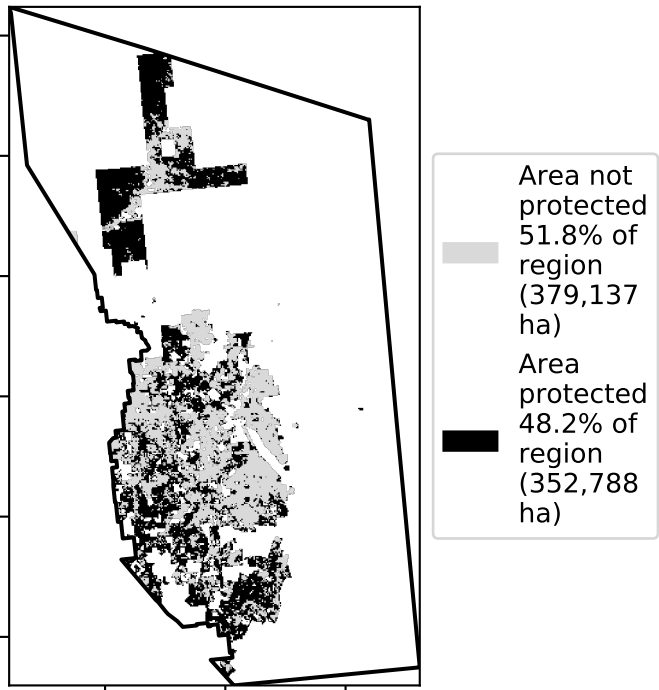 Area not
protected
51.8% of
region
(379,137
ha)
Area
protected
48.2% of
region
(352,788
ha)